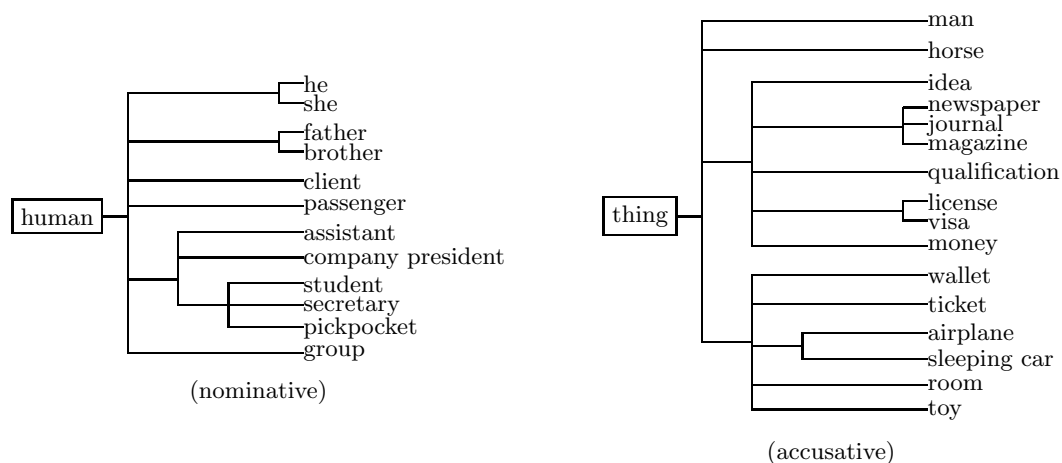 human
he
she
father
brother
client
passenger
assistant
company president
student
secretary
pickpocket
group
(nominative)
thing
man
horse
idea
newspaper
journal
magazine
qualification
license
visa
money
wallet
ticket
airplane
sleeping car
room
toy
(accusative)